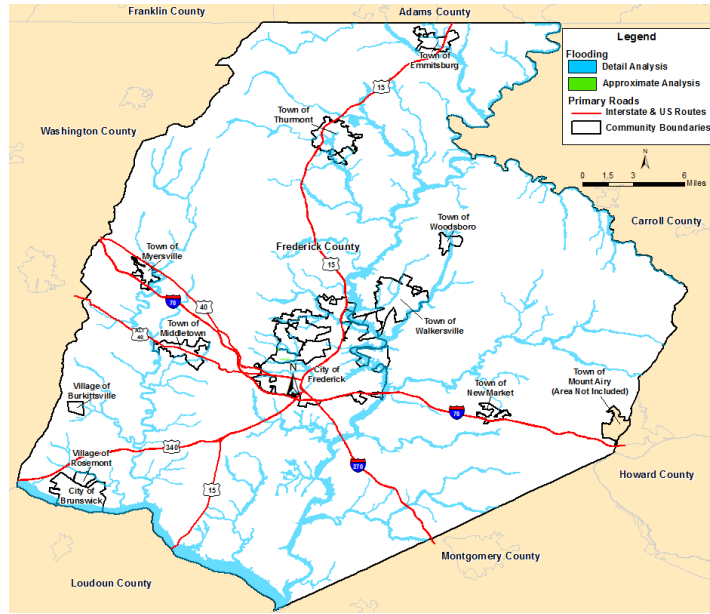 Franklin County
Adams County
Legend
Flooding
Detail Analysis
Approximate Analysis
Primary Roads
Interstate & US Routes
Community Boundaries
N
0 1.5 3 6
Miles
Town of
Emmitsburg
15
Town of
Thurmont
Washington County
Carroll County
Town of
Woodsboro
Town of
Myersville
Frederick County
15
70
40
Town of
Walkersville
ALT
40
Town of
Middletown
City of
Frederick
N
Village of
Burkittsville
Town of
New Market
Town of
Mount Airy
(Area Not Included)
70
Village of
Rosemont
340
270
15
City of
Brunswick
Howard County
Montgomery County
Loudoun County